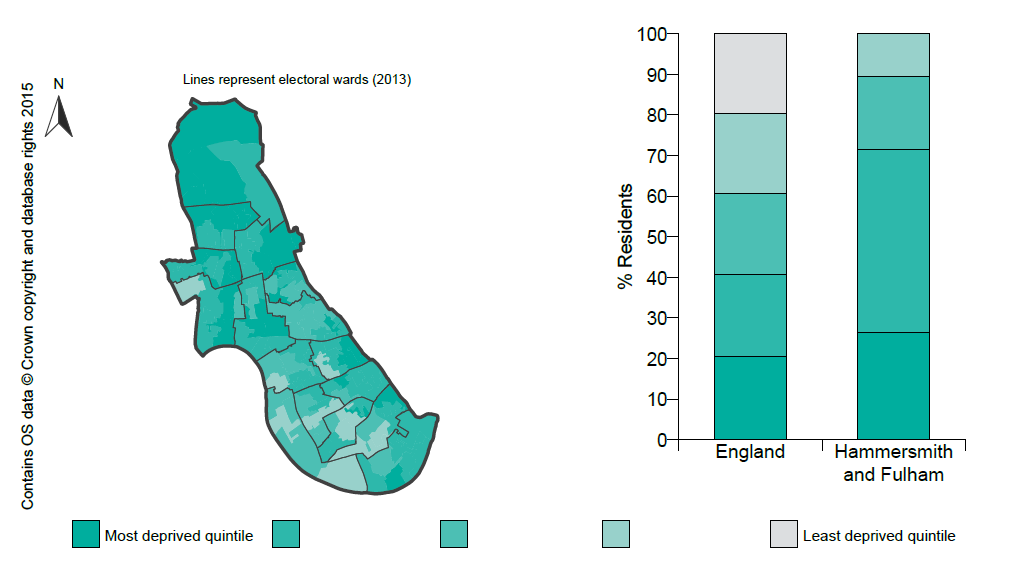 Contains OS data © Crown copyright and database rights 2015
N
Lines represent electoral wards (2013)
% Residents
100
90
80
70
60
50
40
30
20
10
0
England
Hammersmith
and Fulham
Most deprived quintile
Least deprived quintile